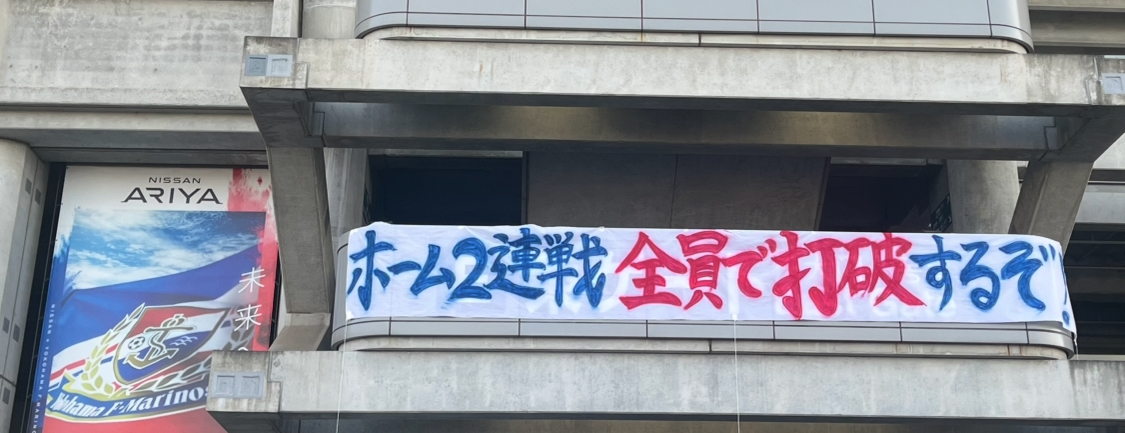 NISSAN
ARIYA
未来
Yokohama F·Marinos
ホーム2連戦 全員で打破するぞ!